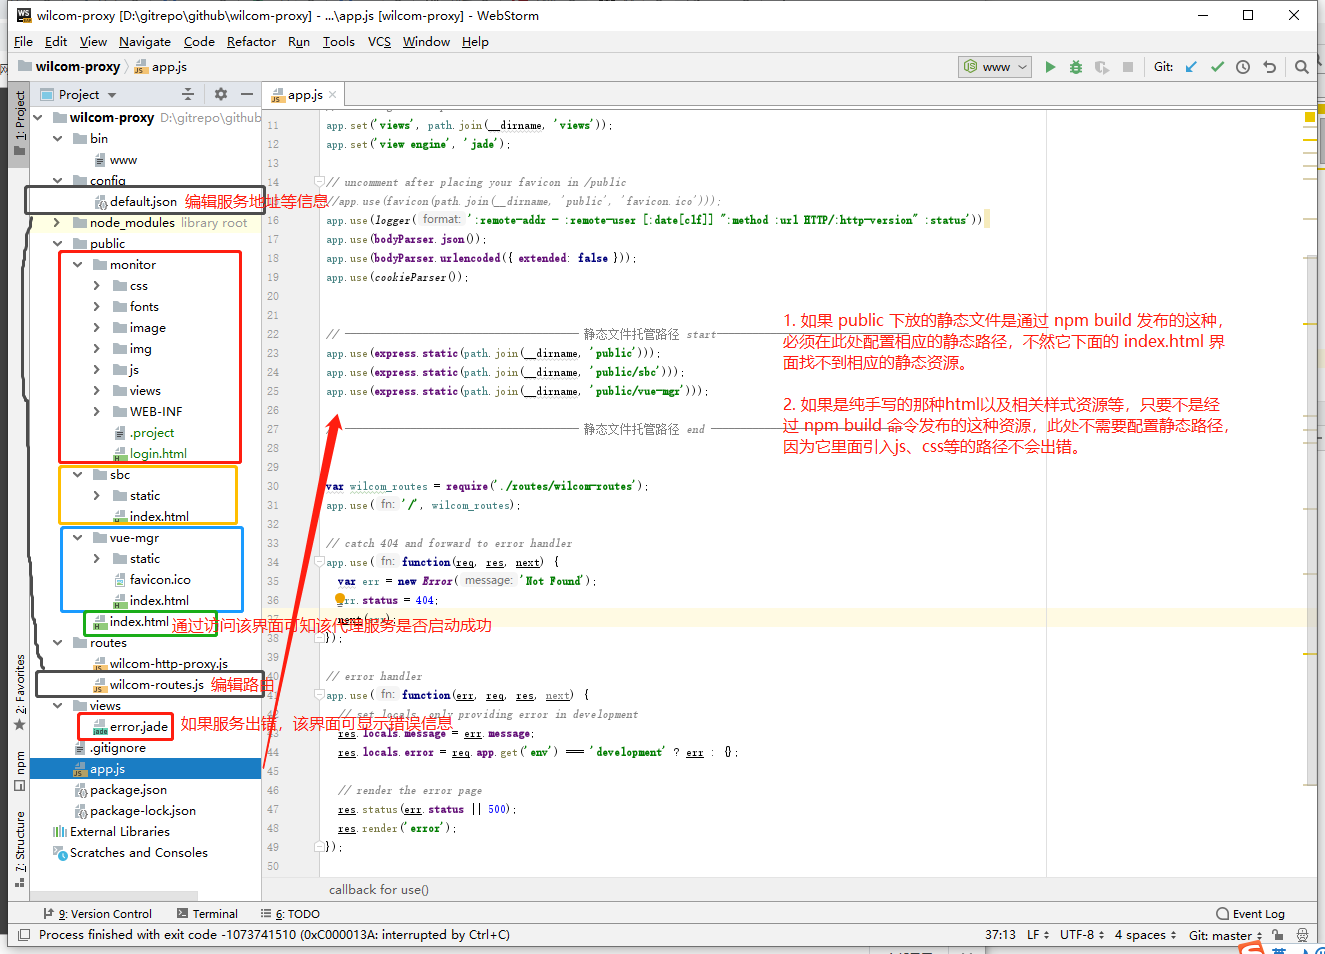 wilcom-proxy [D:\gitrepo\github\wilcom-proxy] - ...\app.js [wilcom-proxy] - WebStorm
File Edit View Navigate Code Refactor Run Tools VCS Window Help
wilcom-proxy app.js
www
Git:
1: Project
Project
app.js
wilcom-proxy D:\gitrepo\github
bin
www
config
default.json 编辑服务地址等信息
node_modules library root
public
monitor
css
fonts
image
img
js
views
WEB-INF
.project
login.html
sbc
static
index.html
vue-mgr
static
favicon.ico
index.html
index.html 通过访问该界面可知该代理服务是否启动成功
routes
wilcom-http-proxy.js
wilcom-routes.js 编辑路由
views
error.jade 如果服务出错，该界面可显示错误信息
.gitignore
app.js
package.json
package-lock.json
External Libraries
Scratches and Consoles
2: Favorites
npm
7: Structure
11 app.set('views', path.join(__dirname, 'views'));
12 app.set('view engine', 'jade');
13
14 // uncomment after placing your favicon in /public
//app.use(favicon(path.join(__dirname, 'public', 'favicon.ico')));
16 app.use(logger( format: ':remote-addr - :remote-user [:date[clf]] ":method :url HTTP/:http-version" :status'))
17 app.use(bodyParser.json());
18 app.use(bodyParser.urlencoded({ extended: false }));
19 app.use(cookieParser());
20
21
22 // 静态文件托管路径 start
23 app.use(express.static(path.join(__dirname, 'public')));
24 app.use(express.static(path.join(__dirname, 'public/sbc')));
25 app.use(express.static(path.join(__dirname, 'public/vue-mgr')));
26
27 静态文件托管路径 end
28
29
30 var wilcom_routes = require('./routes/wilcom-routes');
31 app.use( fn: '/', wilcom_routes);
32
33 // catch 404 and forward to error handler
34 app.use( fn: function(req, res, next) {
35 var err = new Error( message: 'Not Found');
36 err.status = 404;
37 next(err);
38 });
39
40 // error handler
41 app.use( fn: function(err, req, res, next) {
// set locals, only providing error in development
43 res.locals.message = err.message;
44 res.locals.error = req.app.get('env') === 'development' ? err : {};
45
46 // render the error page
47 res.status(err.status || 500);
48 res.render('error');
49 });
50
1. 如果 public 下放的静态文件是通过 npm build 发布的这种，
必须在此处配置相应的静态路径，不然它下面的 index.html 界
面找不到相应的静态资源。
2. 如果是纯手写的那种html以及相关样式资源等，只要不是经
过 npm build 命令发布的这种资源，此处不需要配置静态路径，
因为它里面引入js、css等的路径不会出错。
callback for use()
9: Version Control Terminal 6: TODO Event Log
Process finished with exit code -1073741510 (0xC000013A: interrupted by Ctrl+C) 37:13 LF UTF-8 4 spaces Git: master